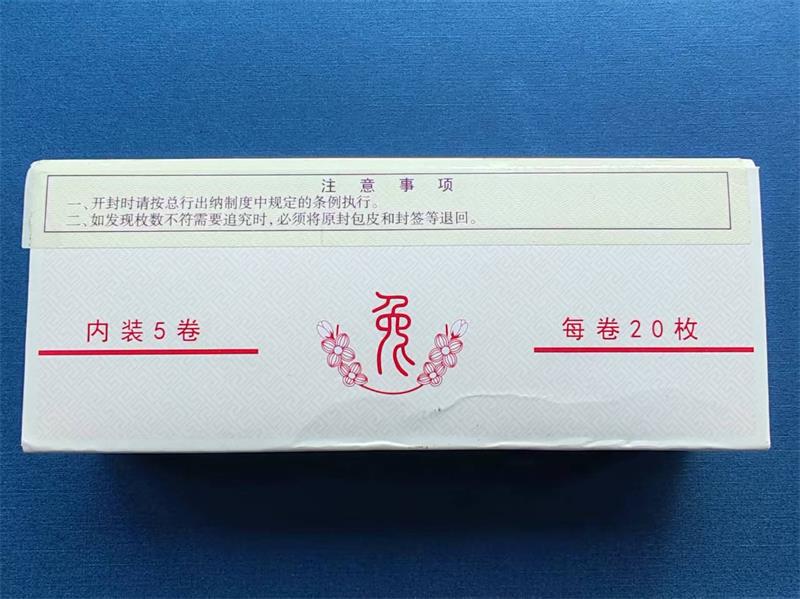 注意事项
一、开封时请按总行出纳制度中规定的条例执行。
二、如发现枚数不符需要追究时,必须将原封包皮和封签等退回。
内装5卷
兔
每卷20枚